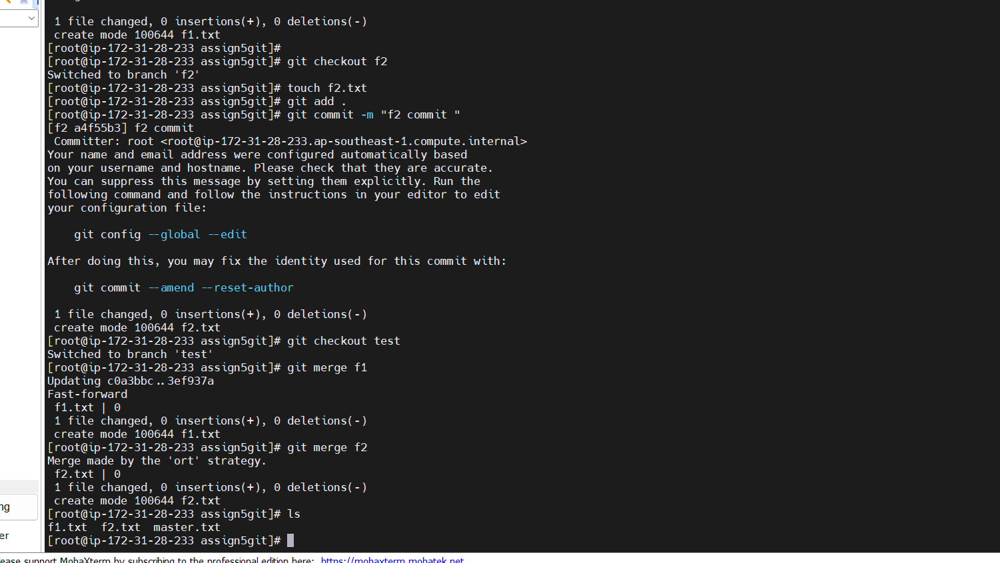 1 file changed, 0 insertions(+), 0 deletions(-)
create mode 100644 f1.txt
[root@ip-172-31-28-233 assign5git]#
[root@ip-172-31-28-233 assign5git]# git checkout f2
Switched to branch 'f2'
[root@ip-172-31-28-233 assign5git]# touch f2.txt
[root@ip-172-31-28-233 assign5git]# git add .
[root@ip-172-31-28-233 assign5git]# git commit -m "f2 commit "
[f2 a4f55b3] f2 commit
Committer: root <root@ip-172-31-28-233.ap-southeast-1.compute.internal>
Your name and email address were configured automatically based
on your username and hostname. Please check that they are accurate.
You can suppress this message by setting them explicitly. Run the
following command and follow the instructions in your editor to edit
your configuration file:
git config --global --edit
After doing this, you may fix the identity used for this commit with:
git commit --amend --reset-author
1 file changed, 0 insertions(+), 0 deletions(-)
create mode 100644 f2.txt
[root@ip-172-31-28-233 assign5git]# git checkout test
Switched to branch 'test'
[root@ip-172-31-28-233 assign5git]# git merge f1
Updating c0a3bbc..3ef937a
Fast-forward
f1.txt | 0
1 file changed, 0 insertions(+), 0 deletions(-)
create mode 100644 f1.txt
[root@ip-172-31-28-233 assign5git]# git merge f2
Merge made by the 'ort' strategy.
f2.txt | 0
1 file changed, 0 insertions(+), 0 deletions(-)
create mode 100644 f2.txt
[root@ip-172-31-28-233 assign5git]# ls
f1.txt  f2.txt  master.txt
[root@ip-172-31-28-233 assign5git]#
ng
er
ease support MobaXterm by subscribing to the professional edition here: https://mobaxterm.mobatek.net